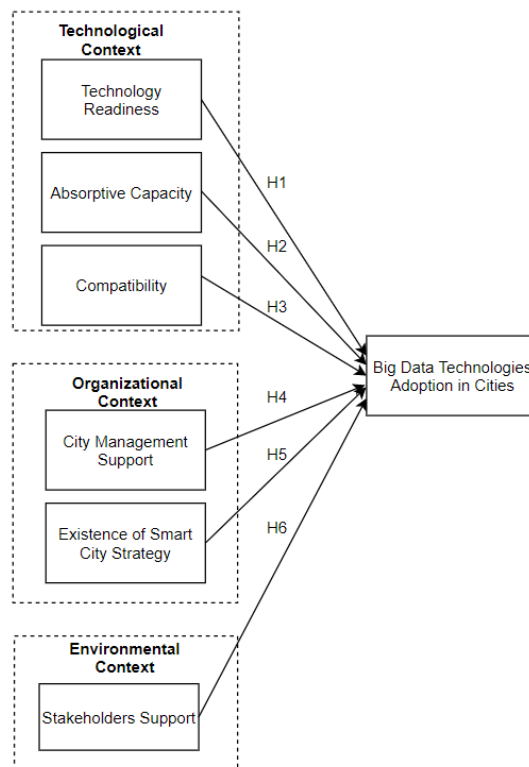 Technological
Context
Technology
Readiness
Absorptive Capacity
Compatibility
H1
H2
H3
Organizational
Context
City Management
Support
Existence of Smart
City Strategy
H4
H5
H6
Environmental
Context
Stakeholders Support
Big Data Technologies
Adoption in Cities